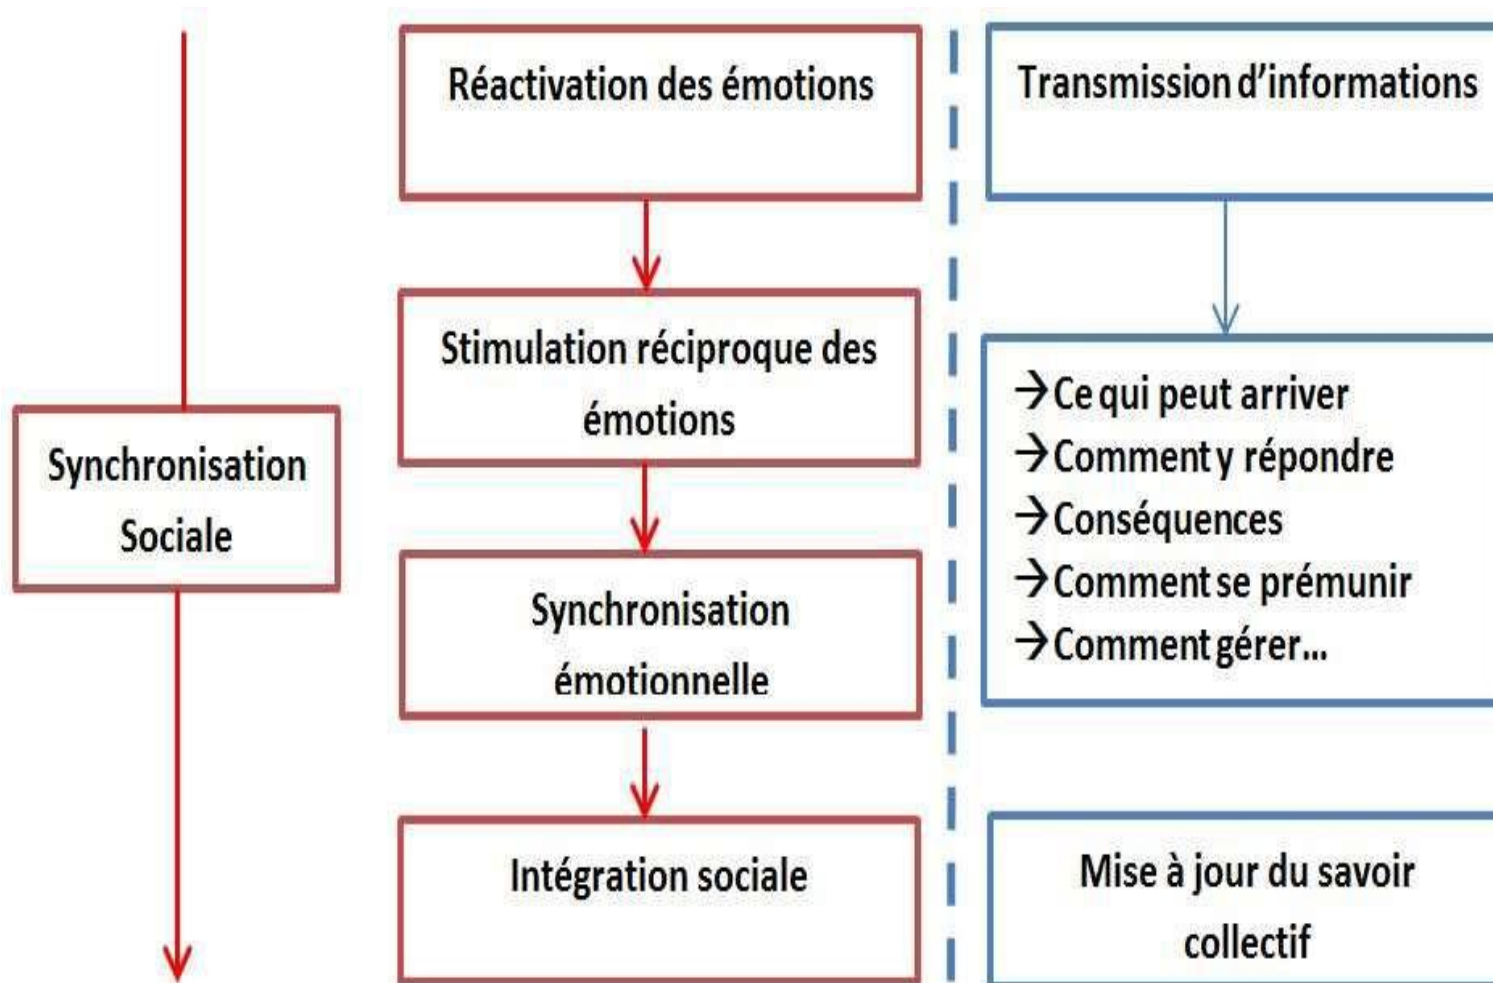 Réactivation des émotions
Transmission d'informations
Stimulation réciproque des
émotions
→Ce qui peut arriver
→Comment y répondre
→Conséquences
→Comment se prémunir
→Comment gérer...
Synchronisation
Sociale
Synchronisation
émotionnelle
Intégration sociale
Mise à jour du savoir
collectif